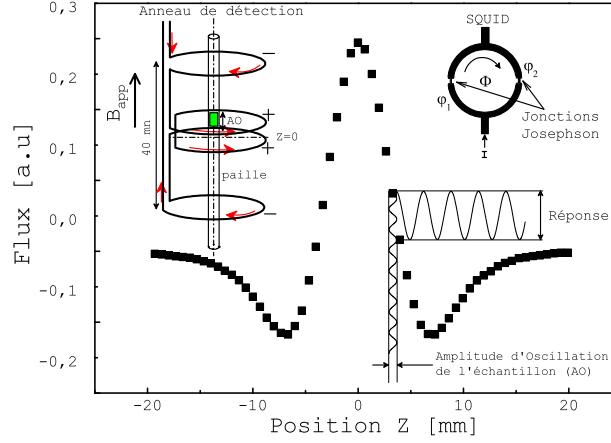 Anneau de détection
SQUID
0,3
0,2
0,1
0,0
-0,1
-0,2
Flux [a.u]
B app
40 mn
AO
Z=0
paille
+
+
−
−
Φ
φ1
φ2
I
Jonctions
Josephson
Réponse
Amplitude d'Oscillation
de l'échantillon (AO)
-20
-10
0
10
20
Position Z [mm]